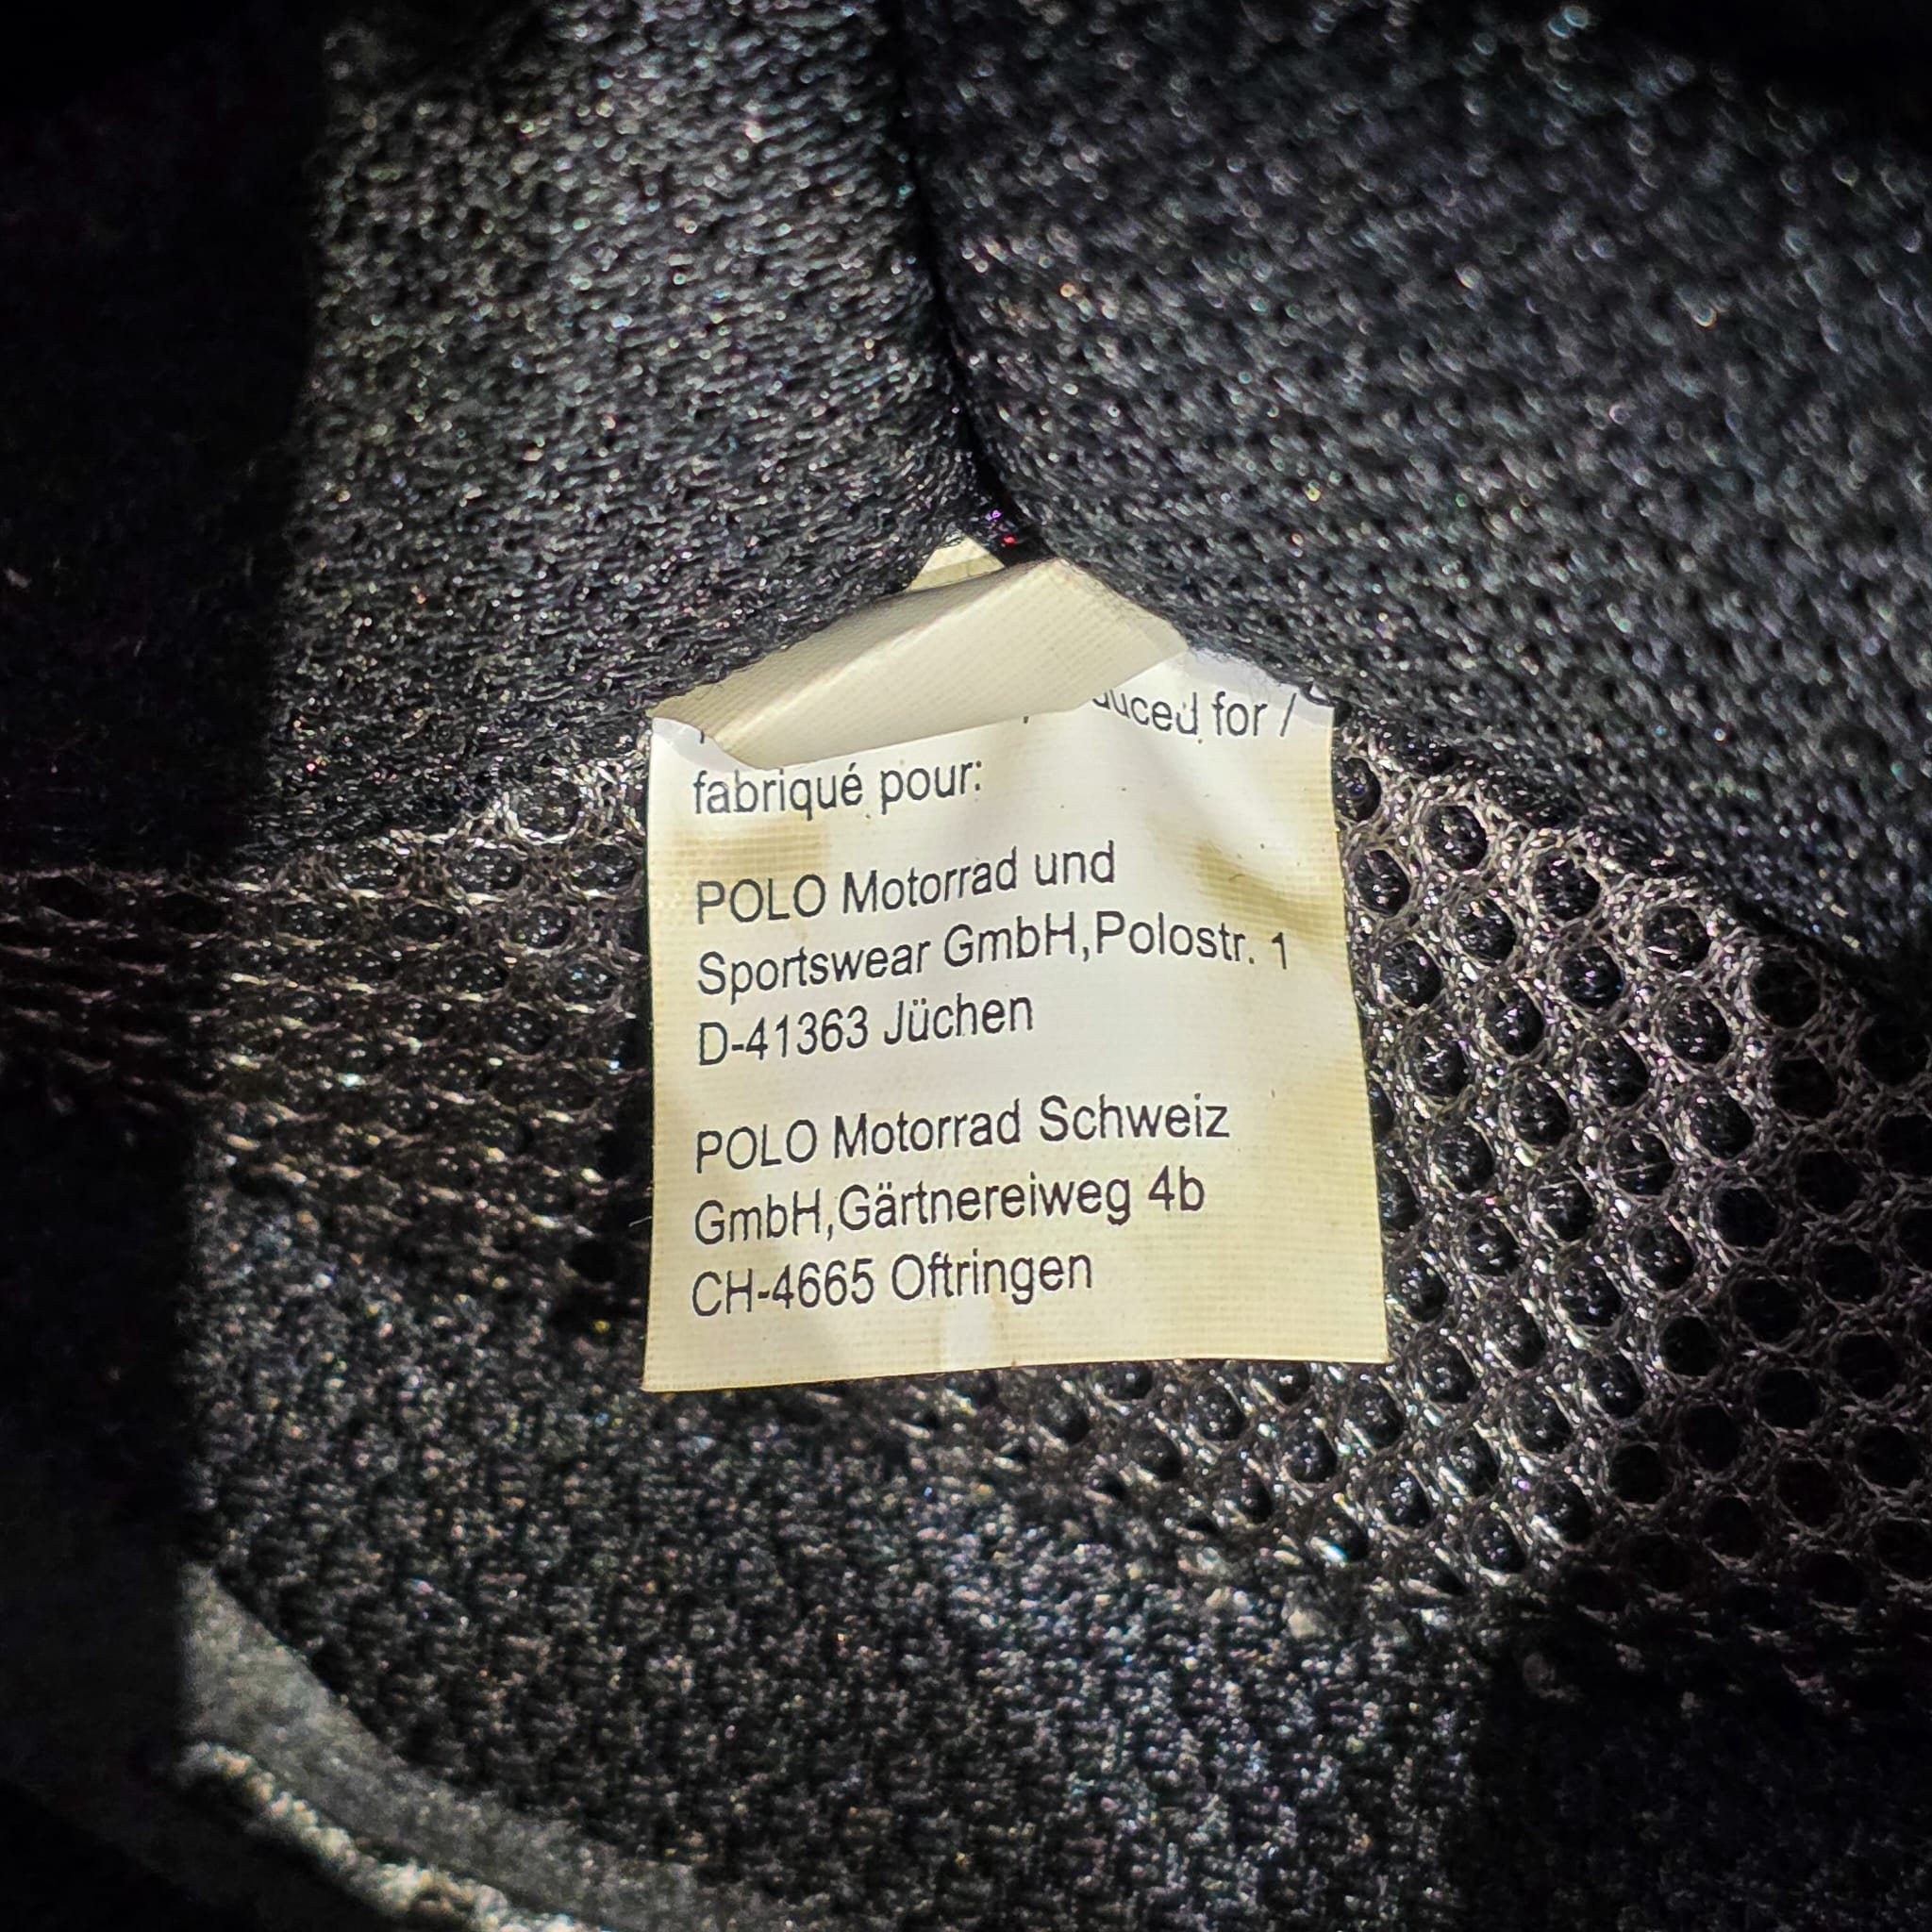 for /
fabriqué pour:
POLO Motorrad und
Sportswear GmbH,Polostr. 1
D-41363 Jüchen
POLO Motorrad Schweiz
GmbH,Gärtnereiweg 4b
CH-4665 Oftringen